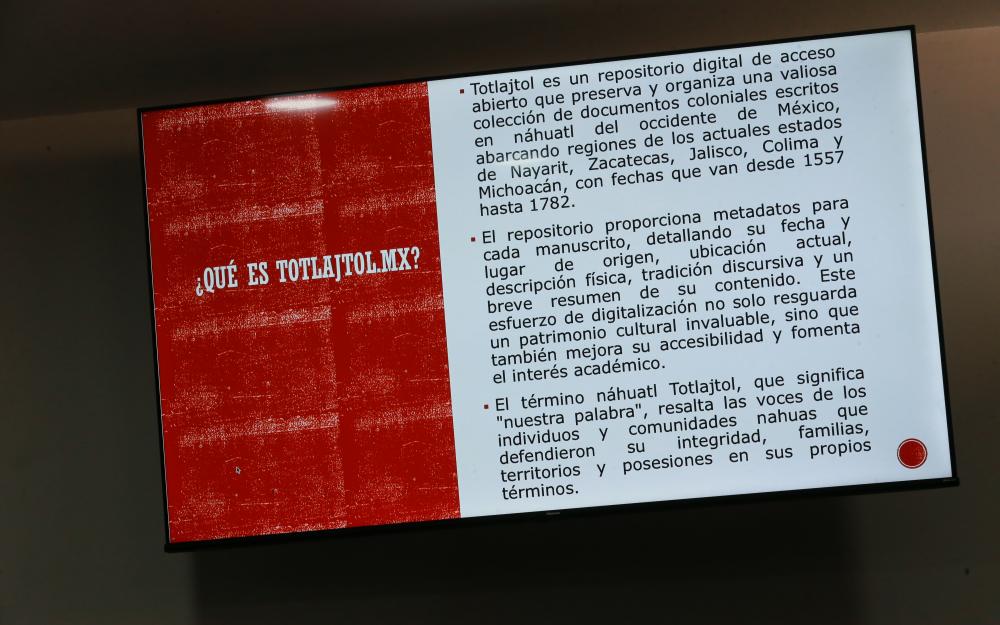 ¿QUÉ ES TOTLAJTOL.MX?
▪ Totlajtol es un repositorio digital de acceso
abierto que preserva y organiza una valiosa
colección de documentos coloniales escritos
en náhuatl del occidente de México,
abarcando regiones de los actuales estados
de Nayarit, Zacatecas, Jalisco, Colima y
Michoacán, con fechas que van desde 1557
hasta 1782.
▪ El repositorio proporciona metadatos para
cada manuscrito, detallando su fecha y
lugar de origen, ubicación actual,
descripción física, tradición discursiva y un
breve resumen de su contenido. Este
esfuerzo de digitalización no solo resguarda
un patrimonio cultural invaluable, sino que
también mejora su accesibilidad y fomenta
el interés académico.
▪ El término náhuatl Totlajtol, que significa
"nuestra palabra", resalta las voces de los
individuos y comunidades nahuas que
defendieron su integridad, familias,
territorios y posesiones en sus propios
términos.